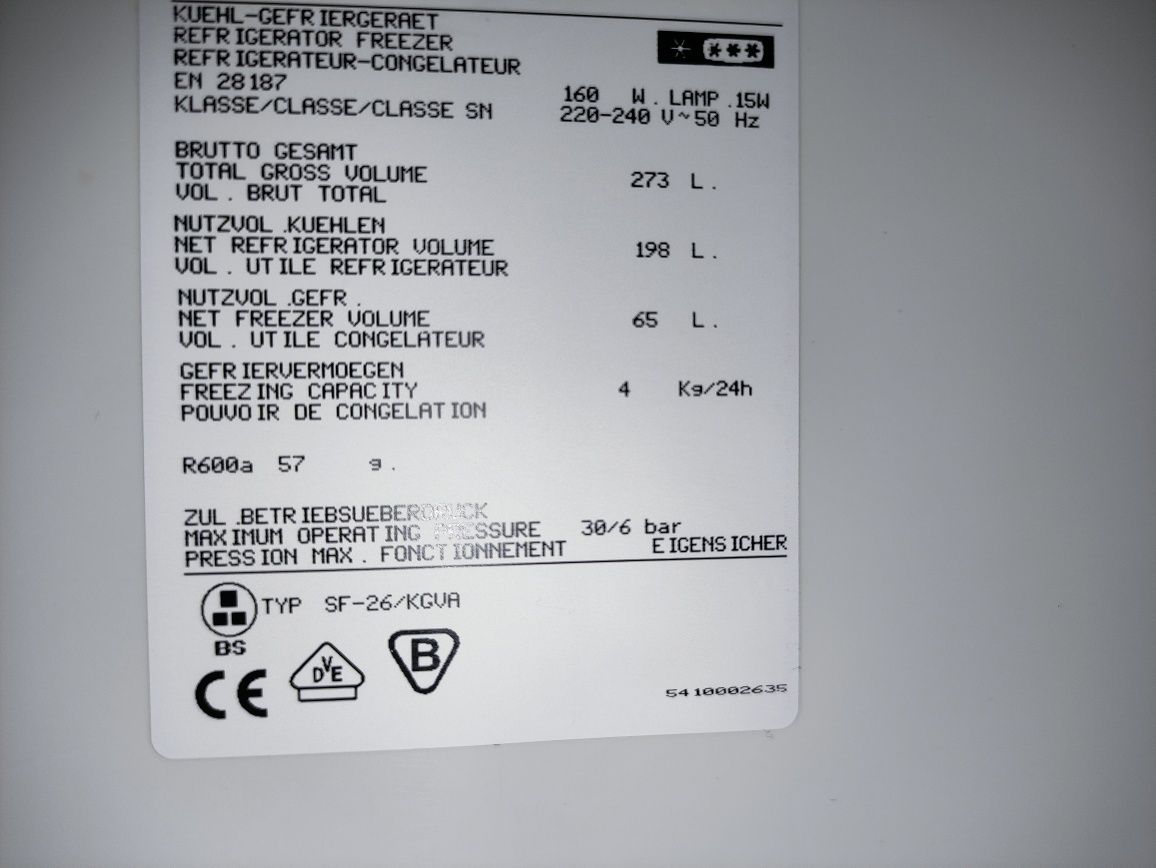 KUEHL-GEFRIERGERAET
REFRIGERATOR FREEZER
REFRIGERATEUR-CONGELATEUR
EN 28187
KLASSE/CLASSE/CLASSE SN
160 W. LAMP .15W
220-240 V~50 Hz
BRUTTO GESAMT
TOTAL GROSS VOLUME 273 L.
VOL. BRUT TOTAL
NUTZVOL.KUEHLEN
NET REFRIGERATOR VOLUME 198 L.
VOL. UTILE REFRIGERATEUR
NUTZVOL.GEFR.
NET FREEZER VOLUME 65 L.
VOL. UTILE CONGELATEUR
GEFRIERVERMOEGEN
FREEZING CAPACITY 4 Kg/24h
POUVOIR DE CONGELATION
R600a 57 g.
ZUL.BETRIEBSUEBERDRUCK
MAXIMUM OPERATING PRESSURE 30/6 bar
PRESSION MAX. FONCTIONNEMENT EIGENSICHER
TYP SF-26/KGVA
BS
CE
DVE
B
5410002635